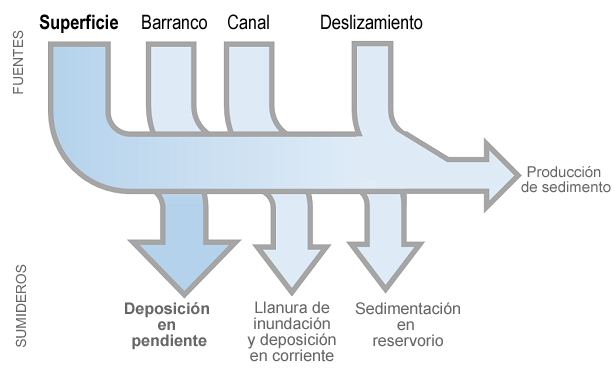 FUENTES
Superficie
Barranco
Canal
Deslizamiento
Producción
de sedimento
SUMIDEROS
Deposición
en
pendiente
Llanura de
inundación
y deposición
en corriente
Sedimentación
en
reservorio